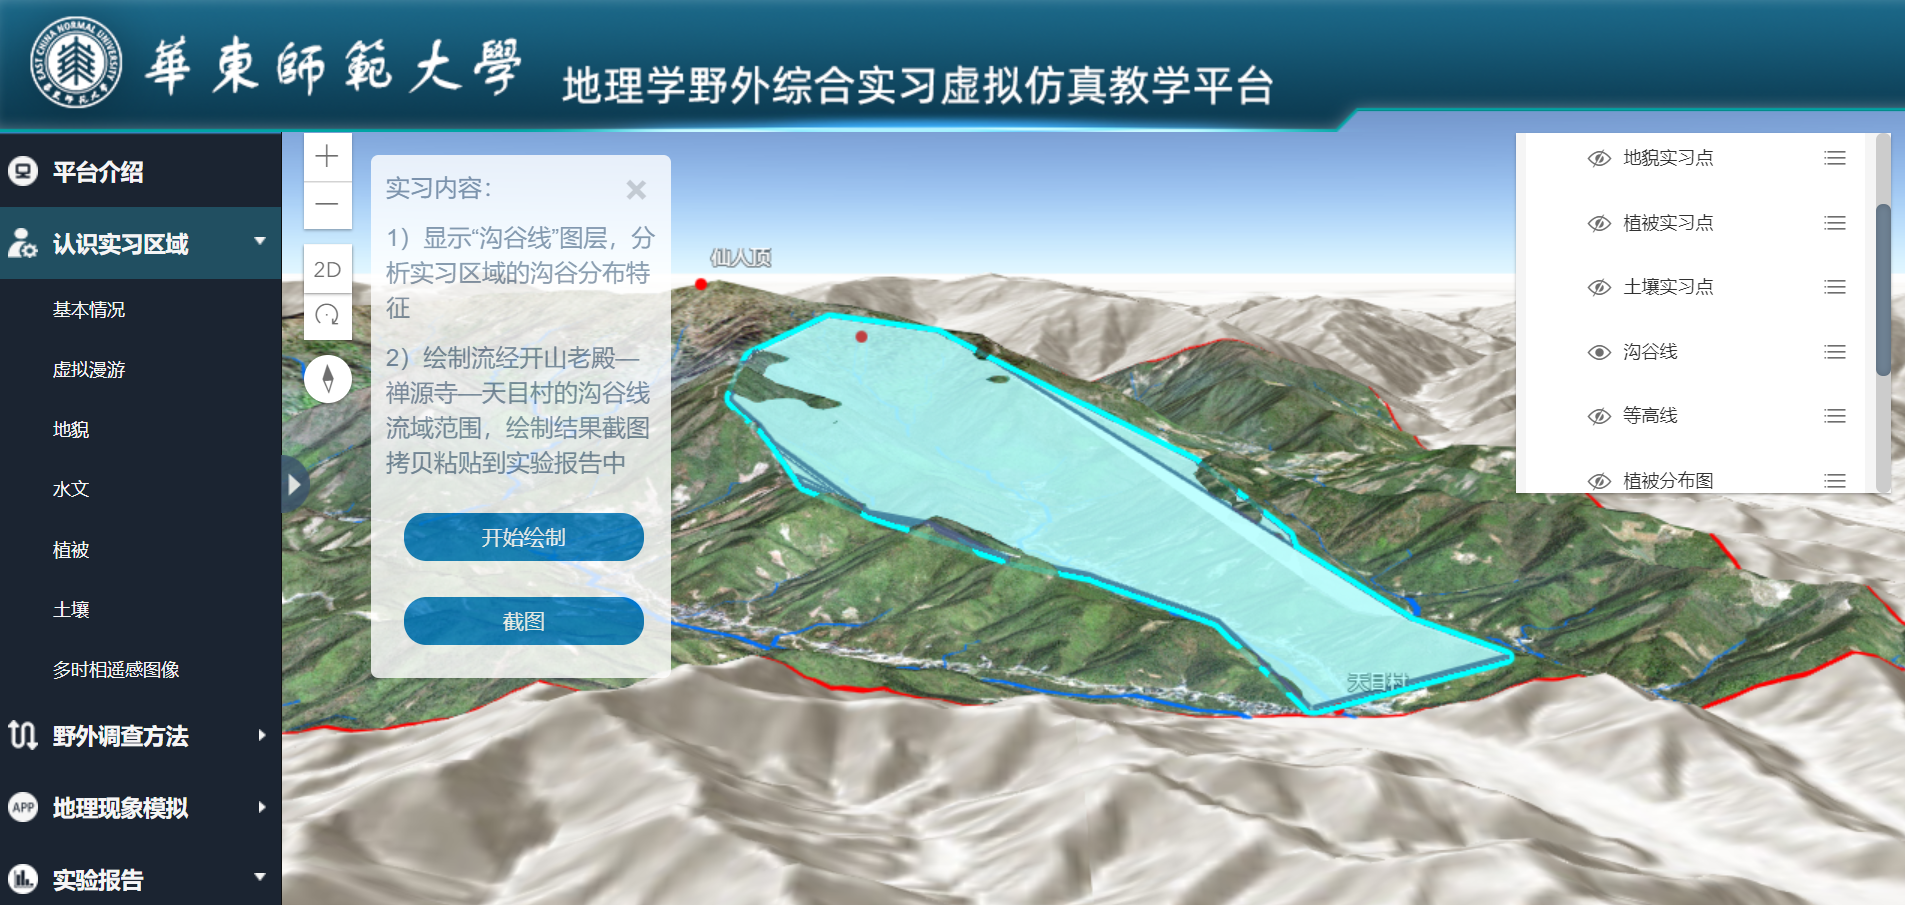 EAST CHINA NORMAL UNIVERSITY
華東師範大學
地理学野外综合实习虚拟仿真教学平台
平台介绍
认识实习区域
基本情况
虚拟漫游
地貌
水文
植被
土壤
多时相遥感图像
野外调查方法
APP
地理现象模拟
实验报告
2D
实习内容：
1）显示“沟谷线”图层，分
析实习区域的沟谷分布特
征
2）绘制流经开山老殿—
禅源寺—天目村的沟谷线
流域范围，绘制结果截图
拷贝粘贴到实验报告中
开始绘制
截图
仙人顶
天目村
地貌实习点
植被实习点
土壤实习点
沟谷线
等高线
植被分布图